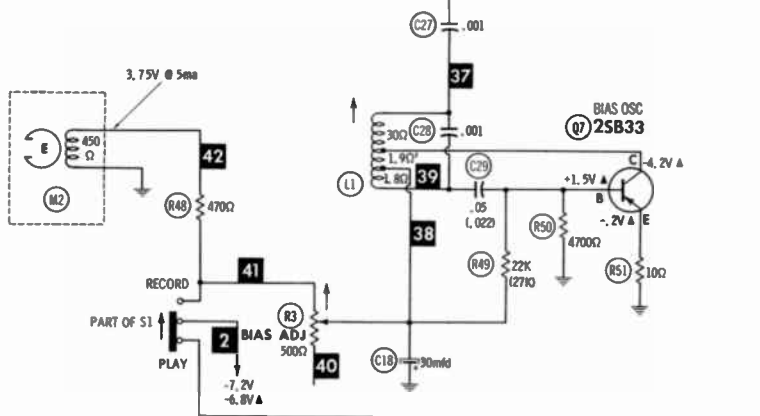 C27 .001
37
3.75V @ 5ma
BIAS OSC
Q7 2SB33
30Ω C28 .001
E 450 Ω
42
C -4.2V ▲
1.9Ω
C29
1.8Ω 39
+1.5V ▲
B
L1
M2
R48 470Ω
.05 (.022)
-.2V ▲ E
38
R50 4700Ω
R49 22K (27K)
R51 10Ω
41
RECORD
R3
PART OF S1
2 BIAS ADJ
500Ω
40
C18 + 30mfd
PLAY
-7.2V
-6.8V ▲